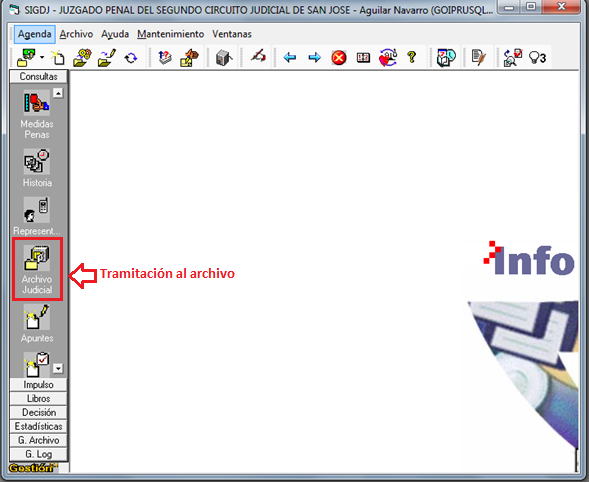 SIGDJ - JUZGADO PENAL DEL SEGUNDO CIRCUITO JUDICIAL DE SAN JOSE - Aguilar Navarro (GOIPRUSQL...
Agenda Archivo Ayuda Mantenimiento Ventanas
3
Consultas
Medidas
Penas
Historia
Represent...
Archivo
Judicial
Tramitación al archivo
Apuntes
Impulso
Libros
Decisión
Estadísticas
G. Archivo
G. Log
Gestión
Info